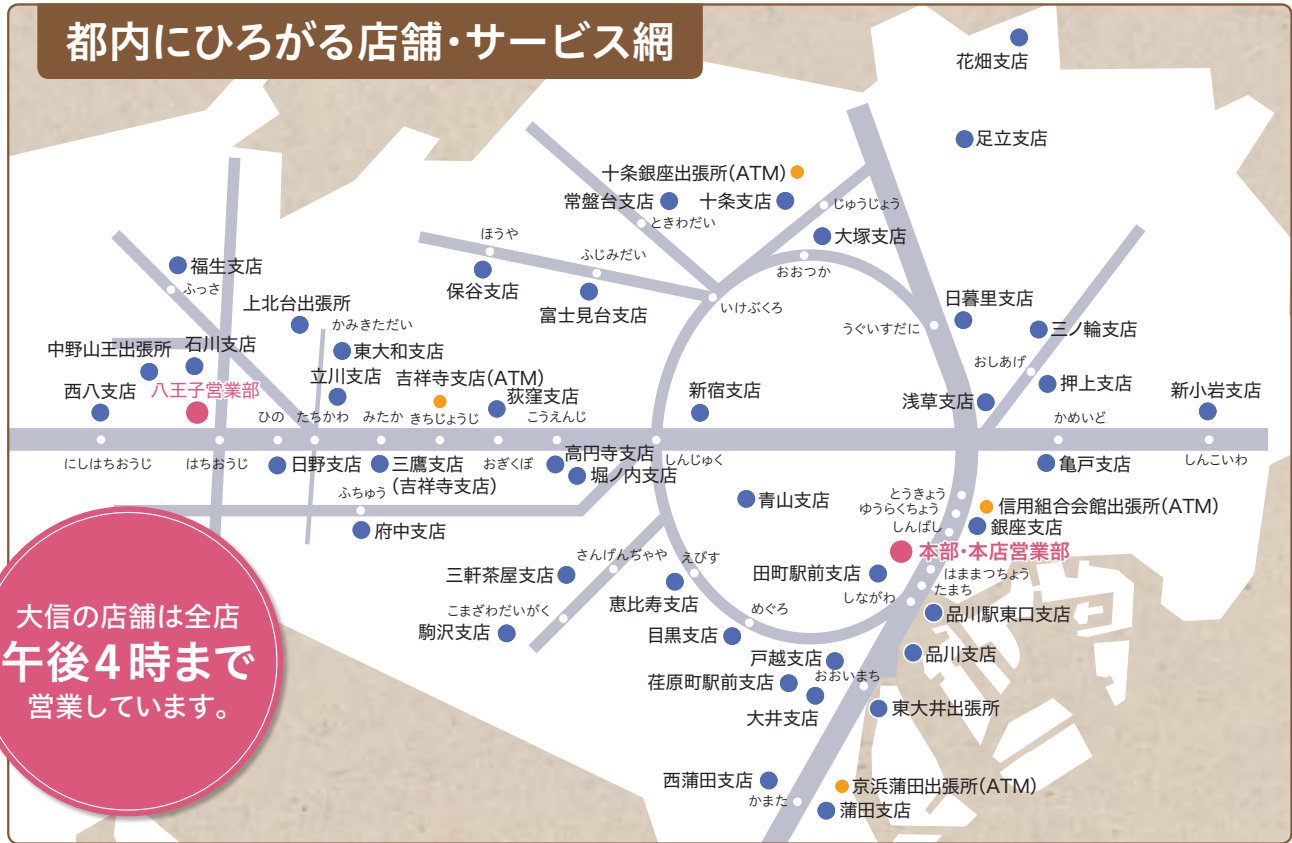 都内にひろがる店舗・サービス網
花畑支店
足立支店
十条銀座出張所(ATM)
常盤台支店
十条支店
じゅうじょう
ときわだい
大塚支店
おおつか
ほうや
ふじみだい
保谷支店
富士見台支店
いけぶくろ
福生支店
ふっさ
上北台出張所
かみきただい
日暮里支店
うぐいすだに
三ノ輪支店
おしあげ
押上支店
中野山王出張所
石川支店
東大和支店
西八支店
八王子営業部
立川支店
吉祥寺支店(ATM)
荻窪支店
新宿支店
浅草支店
新小岩支店
ひの
たちかわ
みたか
きちじょうじ
こうえんじ
かめいど
にしはちおうじ
はちおうじ
日野支店
三鷹支店
(吉祥寺支店)
おぎくぼ
高円寺支店
堀ノ内支店
しんじゅく
亀戸支店
しんこいわ
ふちゅう
府中支店
青山支店
とうきょう
ゆうらくちょう
しんばし
信用組合会館出張所(ATM)
銀座支店
本部・本店営業部
さんげんぢゃや
えびす
三軒茶屋支店
恵比寿支店
田町駅前支店
はままつちょう
たまち
しながわ
こまざわだいがく
駒沢支店
めぐろ
目黒支店
品川駅東口支店
戸越支店
品川支店
荏原町駅前支店
おおいまち
大井支店
東大井出張所
西蒲田支店
かまた
京浜蒲田出張所(ATM)
蒲田支店
大信の店舗は全店
午後4時まで
営業しています。